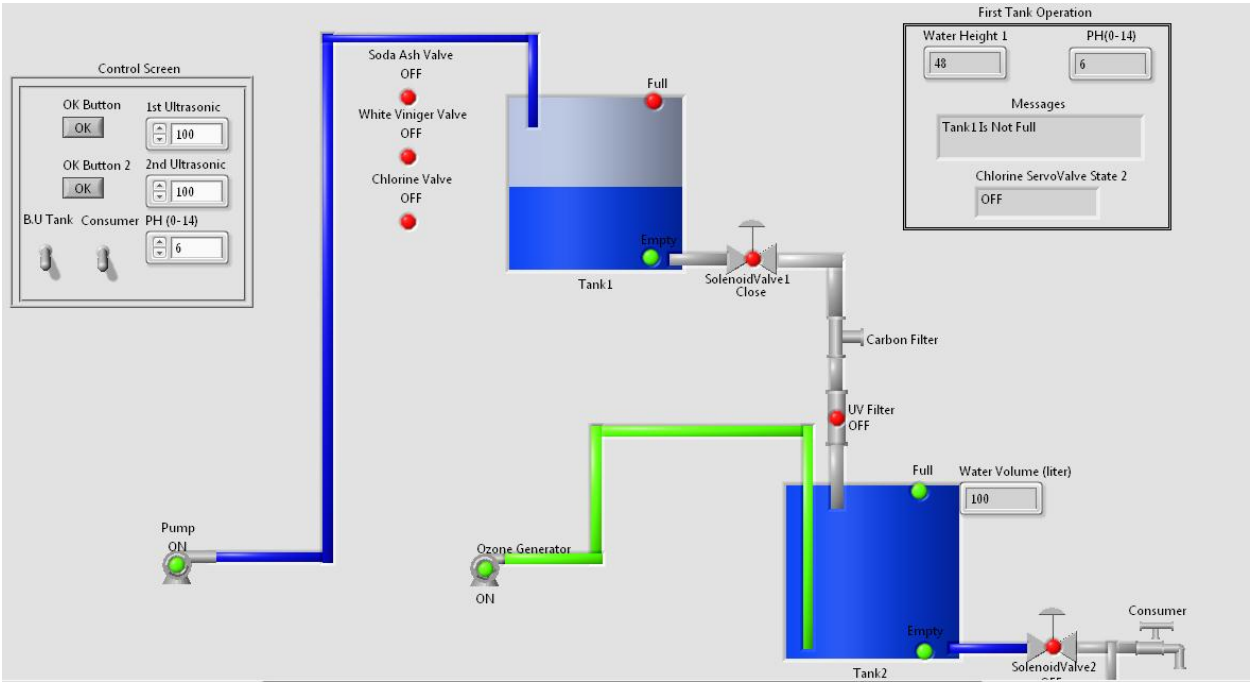 First Tank Operation
Water Height 1
PH(0-14)
48
6
Messages
Tank1 Is Not Full
Chlorine ServoValve State 2
OFF
Control Screen
OK Button
1st Ultrasonic
OK
100
OK Button 2
2nd Ultrasonic
OK
100
B.U Tank
Consumer
PH (0-14)
6
Soda Ash Valve
OFF
White Viniger Valve
OFF
Chlorine Valve
OFF
Full
Empty
Tank1
SolenoidValve1
Close
Carbon Filter
UV Filter
OFF
Full
Water Volume (liter)
100
Pump
ON
Ozone Generator
ON
Empty
Tank2
Consumer
SolenoidValve2